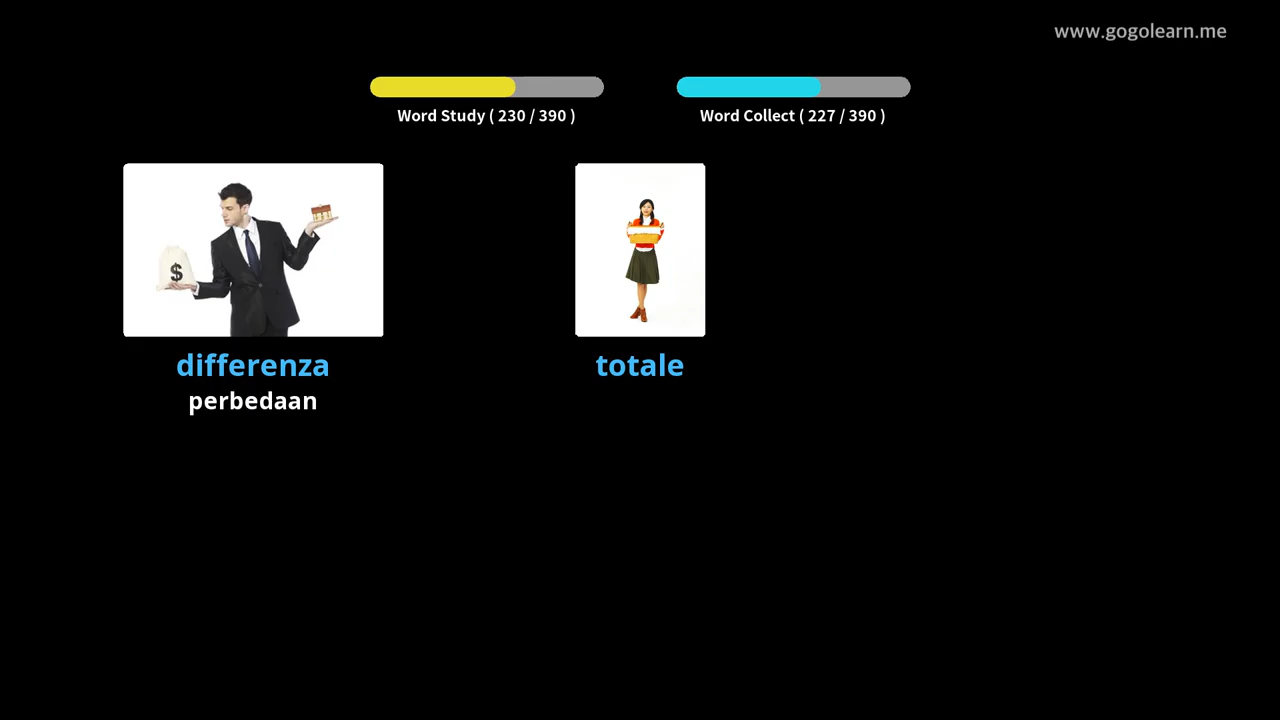 www.gogolearn.me
Word Study ( 230 / 390 )
Word Collect ( 227 / 390 )
$
differenza
perbedaan
totale